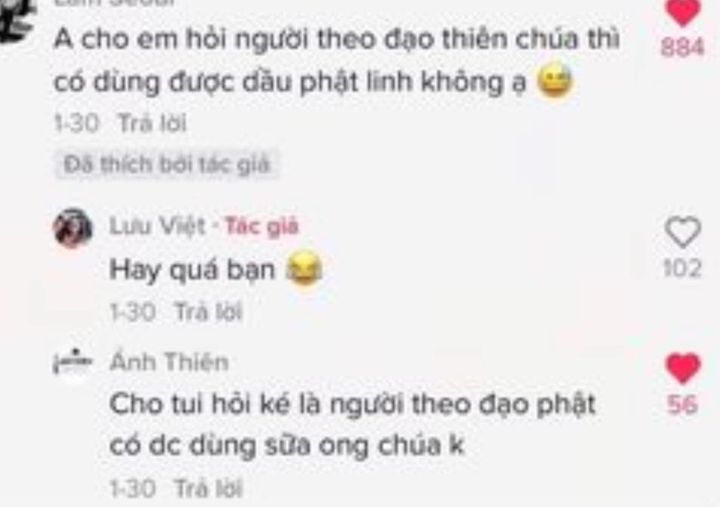 Lam Seoul
A cho em hỏi người theo đạo thiên chúa thì
884
có dùng được dầu phật linh không ạ 😅
1-30 Trả lời
Đã thích bởi tác giả
Lưu Việt · Tác giả
Hay quá bạn 😂
102
1-30 Trả lời
Ánh Thiên
Cho tui hỏi ké là người theo đạo phật
56
có dc dùng sữa ong chúa k
1-30 Trả lời